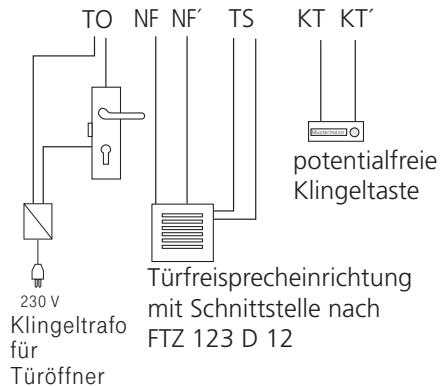 TO NF NF´ TS KT KT´
Mustermann
potentialfreie
Klingeltaste
230 V
Klingeltrafo
für
Türöffner
Türfreisprecheinrichtung
mit Schnittstelle nach
FTZ 123 D 12